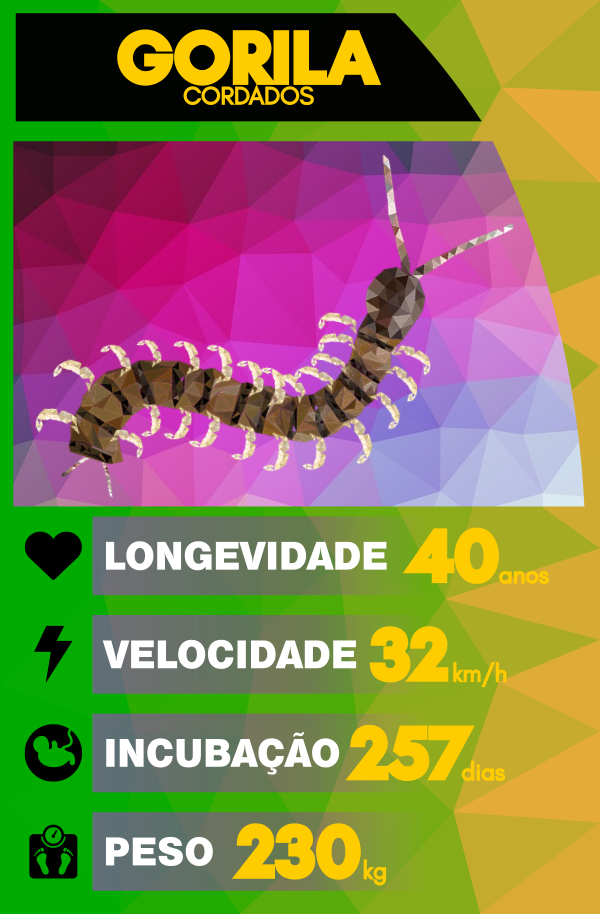 GORILA
CORDADOS
LONGEVIDADE 40 anos
VELOCIDADE 32 km/h
INCUBAÇÃO 257 dias
PESO 230 kg